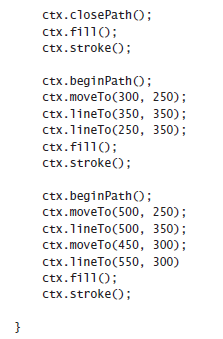 ctx.closePath();
ctx.fill();
ctx.stroke();
ctx.beginPath();
ctx.moveTo(300, 250);
ctx.lineTo(350, 350);
ctx.lineTo(250, 350);
ctx.fill();
ctx.stroke();
ctx.beginPath();
ctx.moveTo(500, 250);
ctx.lineTo(500, 350);
ctx.moveTo(450, 300);
ctx.lineTo(550, 300)
ctx.fill();
ctx.stroke();
}